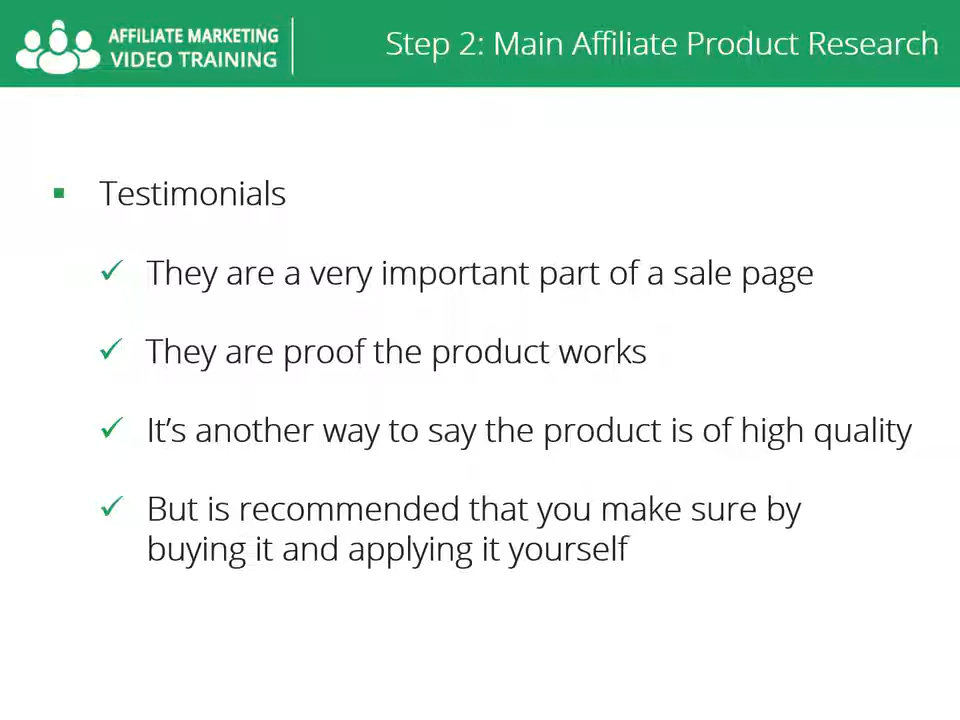 AFFILIATE MARKETING
VIDEO TRAINING
Step 2: Main Affiliate Product Research
Testimonials
They are a very important part of a sale page
They are proof the product works
It’s another way to say the product is of high quality
But is recommended that you make sure by
buying it and applying it yourself